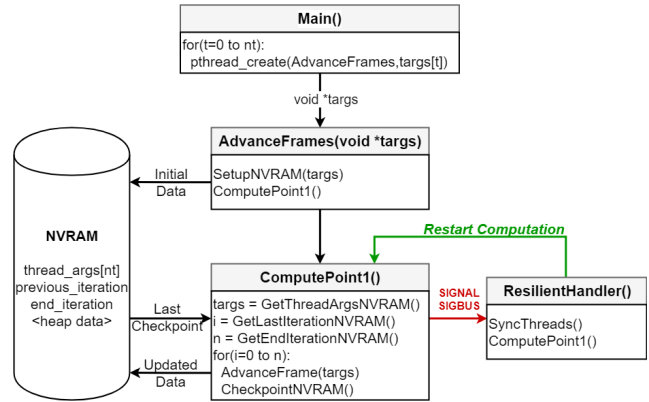 Main()
for(t=0 to nt):
pthread_create(AdvanceFrames,targs[t])
void *targs
AdvanceFrames(void *targs)
SetupNVRAM(targs)
ComputePoint1()
Initial
Data
NVRAM
thread_args[nt]
previous_iteration
end_iteration
<heap data>
Last
Checkpoint
Updated
Data
ComputePoint1()
targs = GetThreadArgsNVRAM()
i = GetLastIterationNVRAM()
n = GetEndIterationNVRAM()
for(i=0 to n):
AdvanceFrame(targs)
CheckpointNVRAM()
Restart Computation
SIGNAL
SIGBUS
ResilientHandler()
SyncThreads()
ComputePoint1()